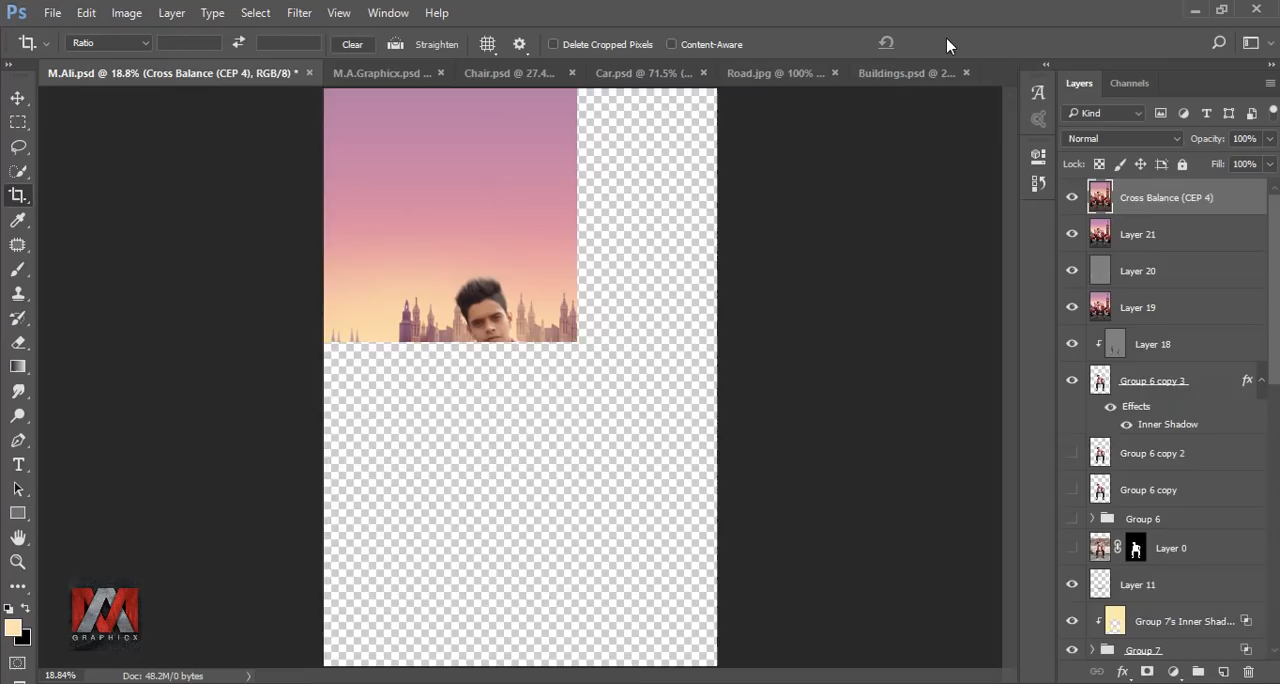 Ps File Edit Image Layer Type Select Filter View Window Help
Ratio Clear Straighten Delete Cropped Pixels Content-Aware
M.Ali.psd @ 18.8% (Cross Balance (CEP 4), RGB/8) * × M.A.Graphicx.psd ... × Chair.psd @ 27.4... × Car.psd @ 71.5% (... × Road.jpg @ 100% ... × Buildings.psd @ 2... ×
Layers Channels
Kind
Normal Opacity: 100%
Lock: Fill: 100%
Cross Balance (CEP 4)
Layer 21
Layer 20
Layer 19
Layer 18
Group 6 copy 3 fx
Effects
Inner Shadow
Group 6 copy 2
Group 6 copy
Group 6
Layer 0
Layer 11
Group 7's Inner Shad...
Group 7
MA
GRAPHICX
18.84% Doc: 48.2M/0 bytes